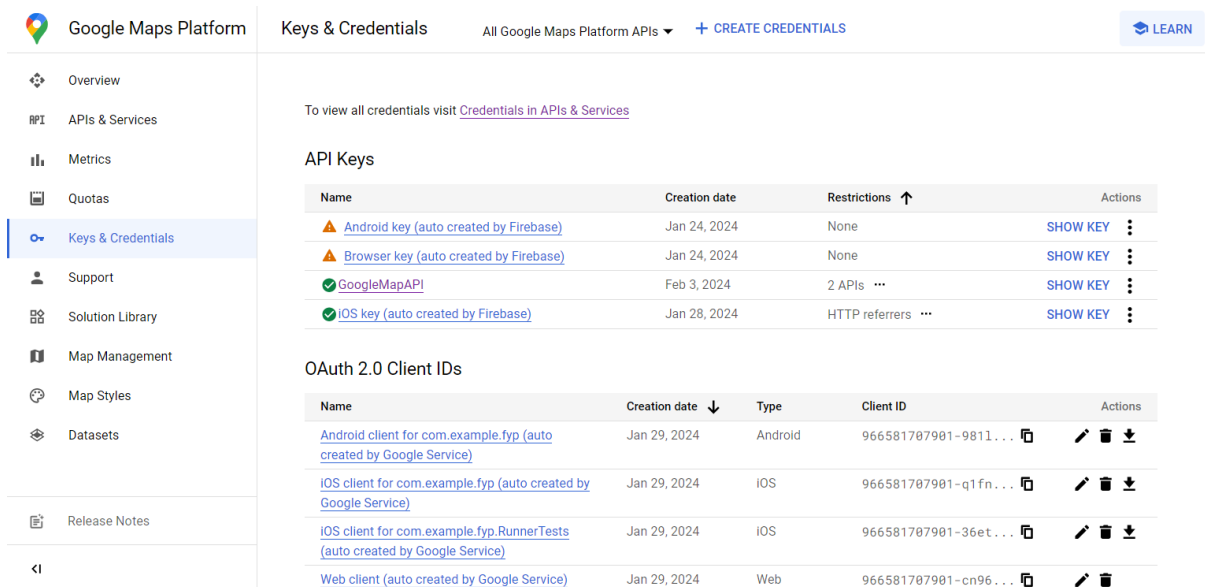 Google Maps Platform
Keys & Credentials
All Google Maps Platform APIs
+ CREATE CREDENTIALS
LEARN
Overview
API APIs & Services
Metrics
Quotas
Keys & Credentials
Support
Solution Library
Map Management
Map Styles
Datasets
Release Notes
To view all credentials visit Credentials in APIs & Services
API Keys
Name Creation date Restrictions Actions
Android key (auto created by Firebase) Jan 24, 2024 None SHOW KEY
Browser key (auto created by Firebase) Jan 24, 2024 None SHOW KEY
GoogleMapAPI Feb 3, 2024 2 APIs ... SHOW KEY
iOS key (auto created by Firebase) Jan 28, 2024 HTTP referrers ... SHOW KEY
OAuth 2.0 Client IDs
Name Creation date Type Client ID Actions
Android client for com.example.fyp (auto Jan 29, 2024 Android 966581707901-981l...
created by Google Service)
iOS client for com.example.fyp (auto created by Jan 29, 2024 iOS 966581707901-q1fn...
Google Service)
iOS client for com.example.fyp.RunnerTests Jan 29, 2024 iOS 966581707901-36et...
(auto created by Google Service)
Web client (auto created by Google Service) Jan 29, 2024 Web 966581707901-cn96...